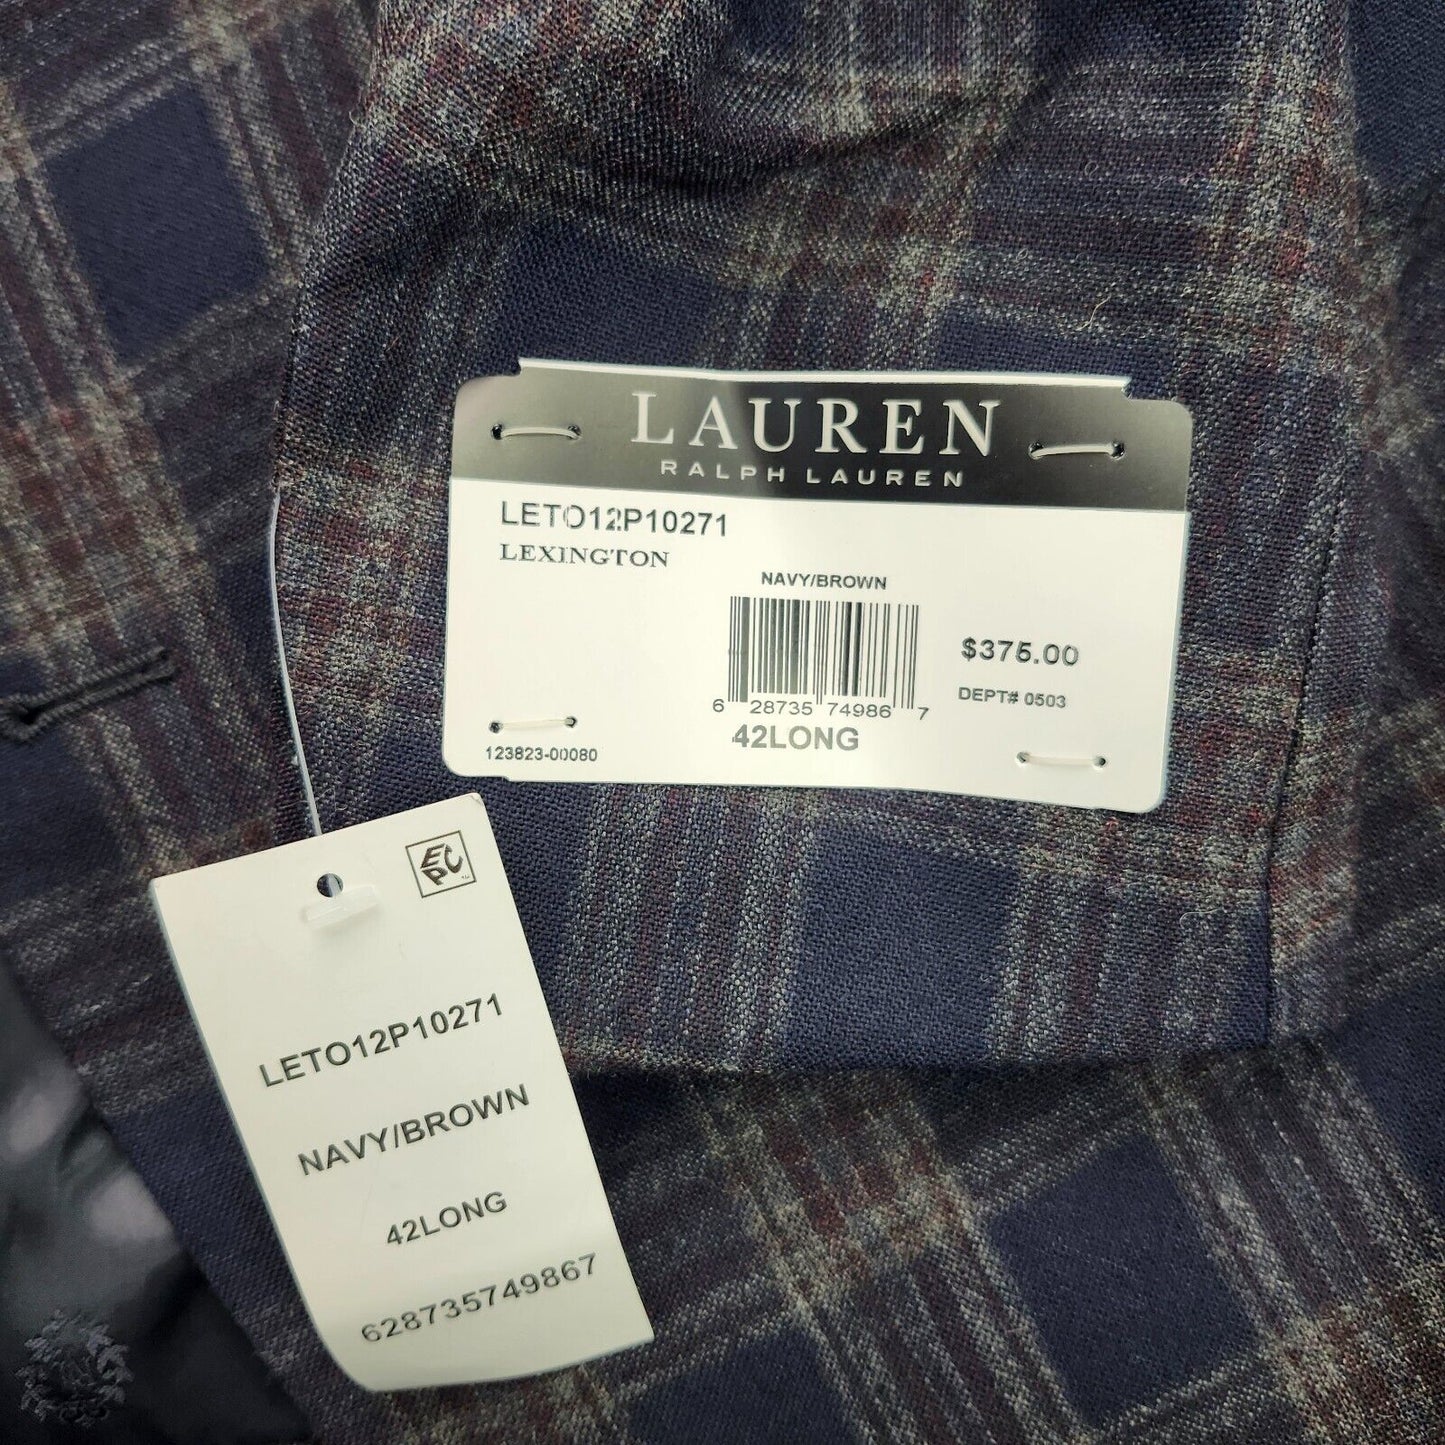 LAUREN
RALPH LAUREN
LETO12P10271
LEXINGTON
NAVY/BROWN
6 28735 74986 7
42LONG
$375.00
DEPT# 0503
123823-00080
EPC
LETO12P10271
NAVY/BROWN
42LONG
628735749867